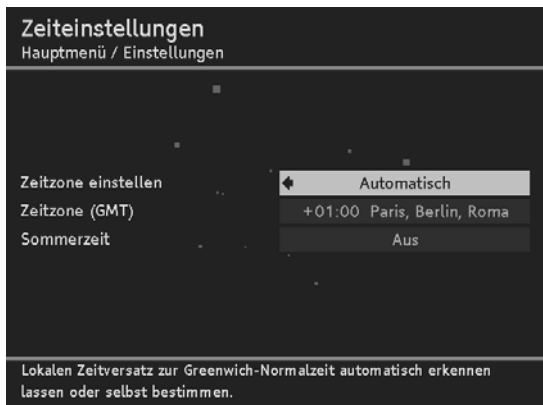 Zeiteinstellungen
Hauptmenü / Einstellungen
Zeitzone einstellen Automatisch
Zeitzone (GMT) +01:00 Paris, Berlin, Roma
Sommerzeit Aus
Lokalen Zeitversatz zur Greenwich-Normalzeit automatisch erkennen
lassen oder selbst bestimmen.